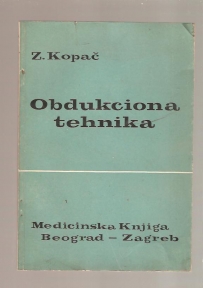 Z. Kopač
Obdukciona
tehnika
Medicinska Knjiga
Beograd – Zagreb